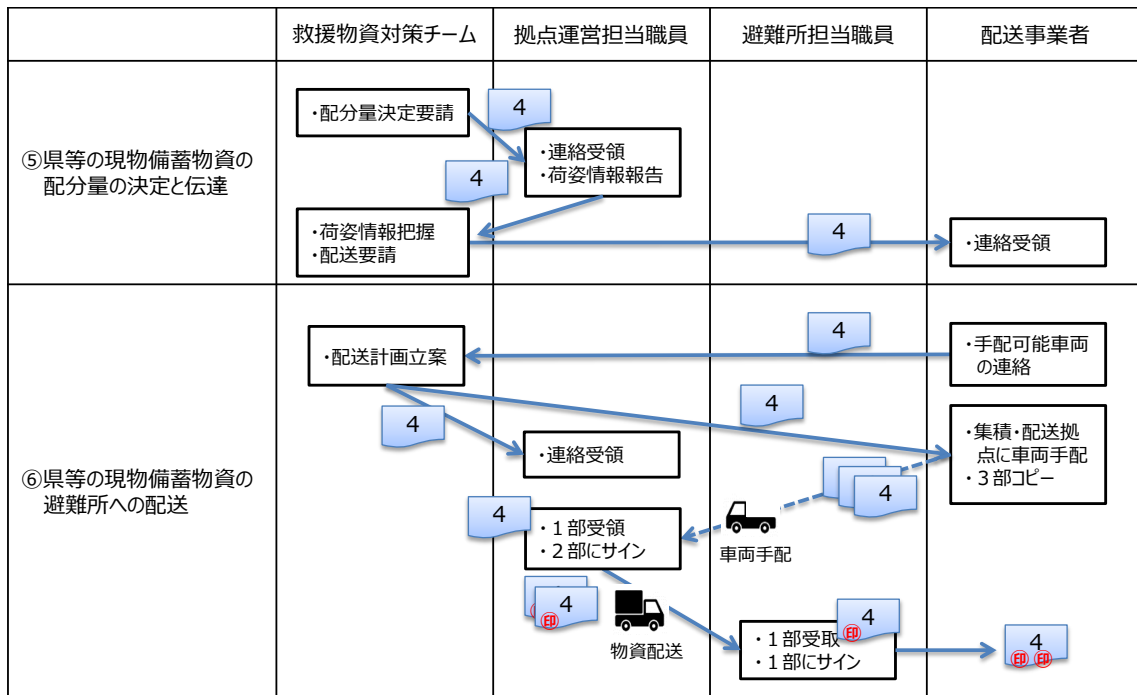 救援物資対策チーム
拠点運営担当職員
避難所担当職員
配送事業者
⑤県等の現物備蓄物資の
配分量の決定と伝達
・配分量決定要請
4
・連絡受領
・荷姿情報報告
4
・荷姿情報把握
・配送要請
4
・連絡受領
⑥県等の現物備蓄物資の
避難所への配送
・手配可能車両
の連絡
4
・配送計画立案
4
4
・連絡受領
・集積・配送拠
点に車両手配
・3部コピー
4
車両手配
4
・1部受領
・2部にサイン
4
印
物資配送
4
印
・1部受取
・1部にサイン
4
印 印